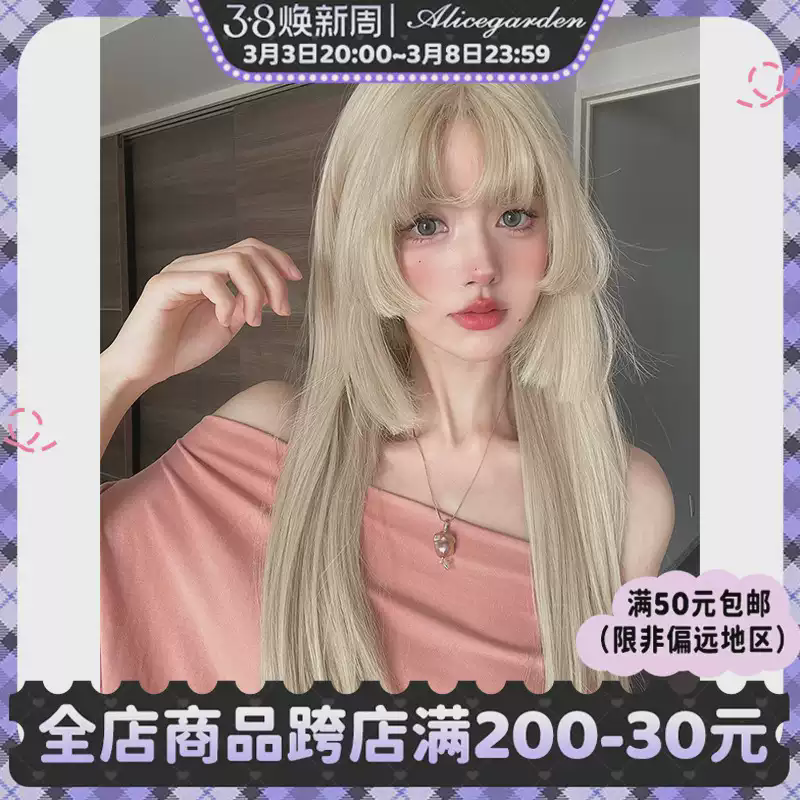 3·8焕新周 | Alicegarden
3月3日20:00~3月8日23:59
满50元包邮
（限非偏远地区）
全店商品跨店满200-30元